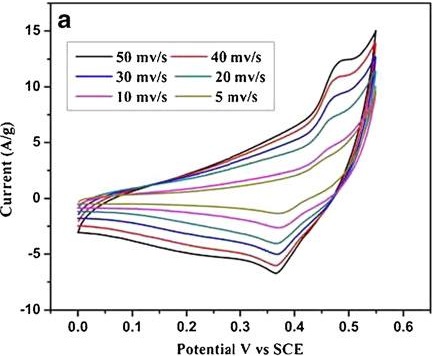 a
50 mv/s 40 mv/s
30 mv/s 20 mv/s
10 mv/s 5 mv/s
Current (A/g)
15
10
5
0
-5
-10
0.0 0.1 0.2 0.3 0.4 0.5 0.6
Potential V vs SCE